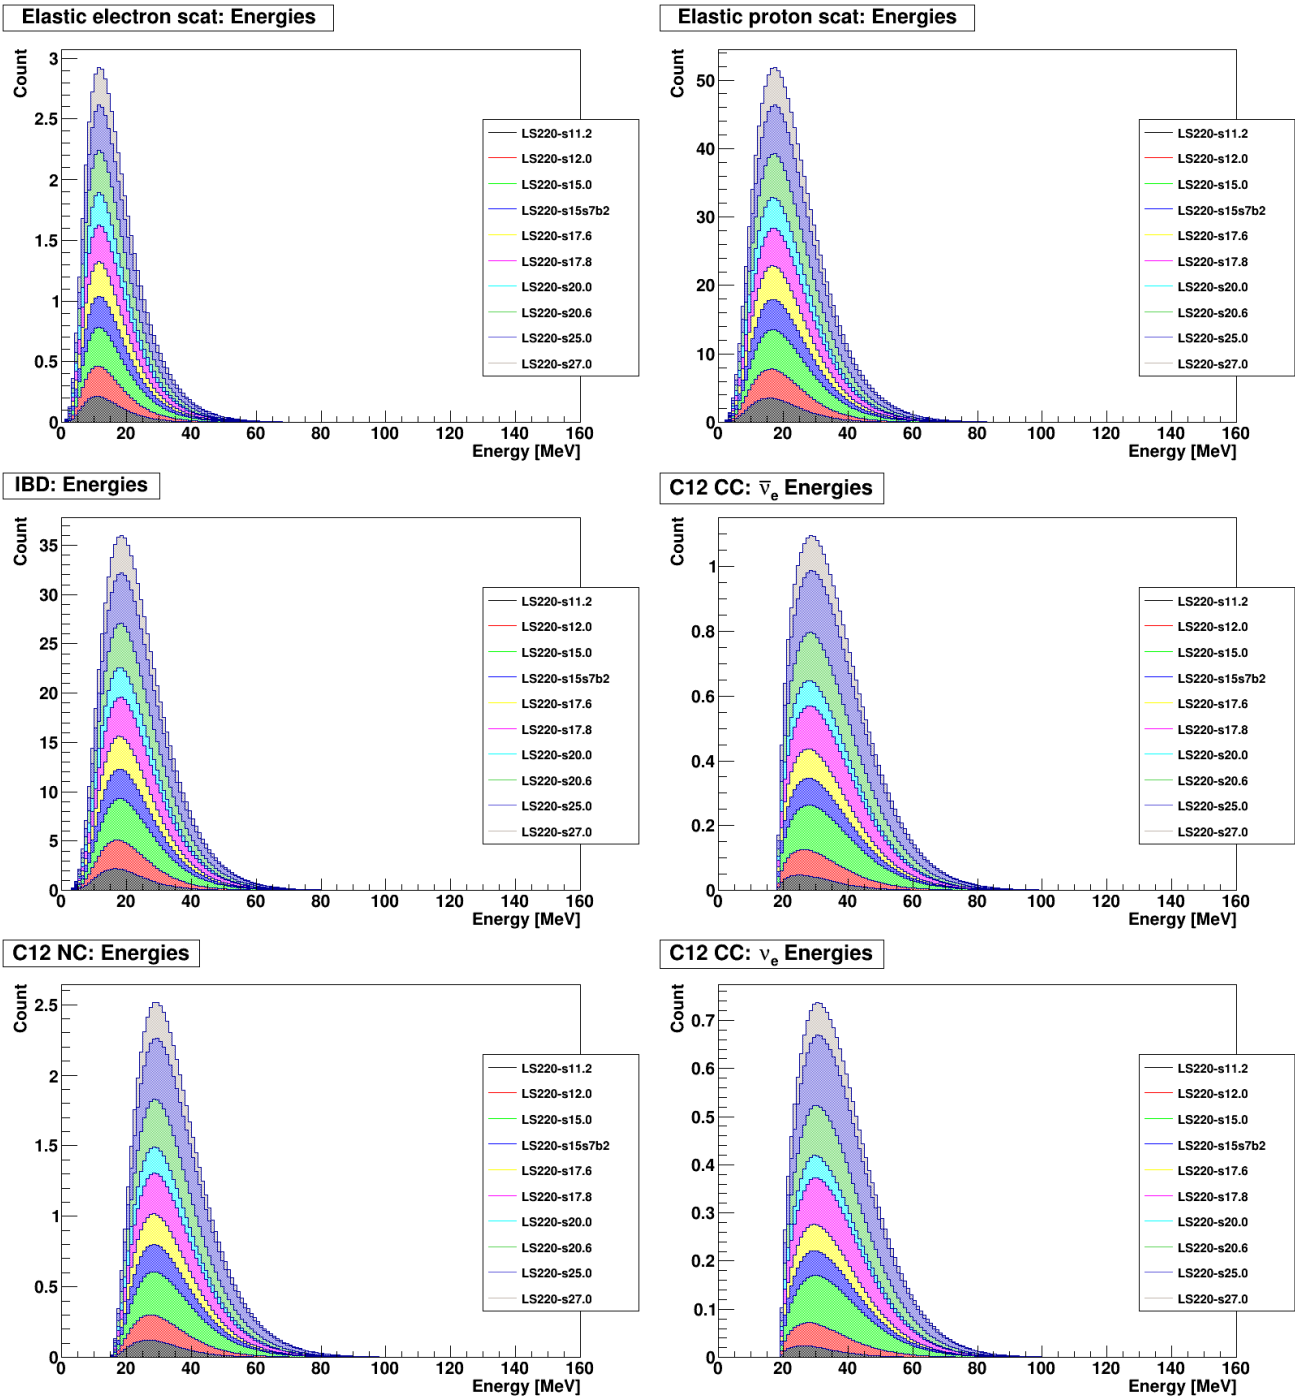 Elastic electron scat: Energies
Count
3
2.5
2
1.5
1
0.5
0
0 20 40 60 80 100 120 140 160
Energy [MeV]
LS220-s11.2
LS220-s12.0
LS220-s15.0
LS220-s15s7b2
LS220-s17.6
LS220-s17.8
LS220-s20.0
LS220-s20.6
LS220-s25.0
LS220-s27.0
Elastic proton scat: Energies
Count
50
40
30
20
10
0
0 20 40 60 80 100 120 140 160
Energy [MeV]
LS220-s11.2
LS220-s12.0
LS220-s15.0
LS220-s15s7b2
LS220-s17.6
LS220-s17.8
LS220-s20.0
LS220-s20.6
LS220-s25.0
LS220-s27.0
IBD: Energies
Count
35
30
25
20
15
10
5
0
0 20 40 60 80 100 120 140 160
Energy [MeV]
LS220-s11.2
LS220-s12.0
LS220-s15.0
LS220-s15s7b2
LS220-s17.6
LS220-s17.8
LS220-s20.0
LS220-s20.6
LS220-s25.0
LS220-s27.0
C12 CC: ν̅e Energies
Count
1
0.8
0.6
0.4
0.2
0
0 20 40 60 80 100 120 140 160
Energy [MeV]
LS220-s11.2
LS220-s12.0
LS220-s15.0
LS220-s15s7b2
LS220-s17.6
LS220-s17.8
LS220-s20.0
LS220-s20.6
LS220-s25.0
LS220-s27.0
C12 NC: Energies
Count
2.5
2
1.5
1
0.5
0
0 20 40 60 80 100 120 140 160
Energy [MeV]
LS220-s11.2
LS220-s12.0
LS220-s15.0
LS220-s15s7b2
LS220-s17.6
LS220-s17.8
LS220-s20.0
LS220-s20.6
LS220-s25.0
LS220-s27.0
C12 CC: νe Energies
Count
0.7
0.6
0.5
0.4
0.3
0.2
0.1
0
0 20 40 60 80 100 120 140 160
Energy [MeV]
LS220-s11.2
LS220-s12.0
LS220-s15.0
LS220-s15s7b2
LS220-s17.6
LS220-s17.8
LS220-s20.0
LS220-s20.6
LS220-s25.0
LS220-s27.0